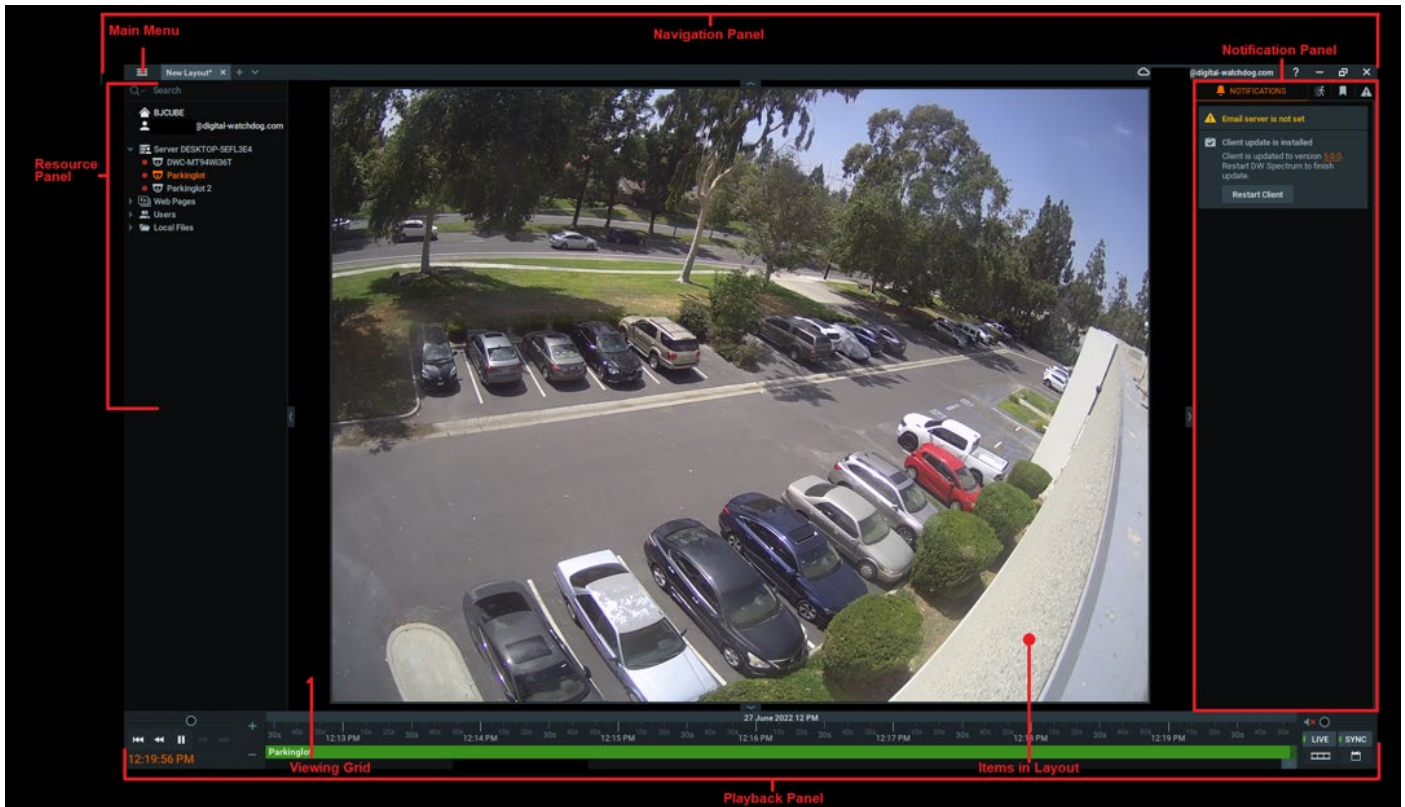 Navigation Panel
Main Menu
Notification Panel
New Layout*
@digital-watchdog.com ?
Search
NOTIFICATIONS
BJCUBE
@digital-watchdog.com
Email server is not set
Server DESKTOP-5EFL3E4
DWC-MT94WI36T
Client update is installed
Client is updated to version 5.0.0.
Restart DW Spectrum to finish
update.
Resource
Panel
Parkinglot
Parkinglot 2
Restart Client
Web Pages
Users
Local Files
27 June 2022 12 PM
12:13 PM 12:14 PM 12:15 PM 12:16 PM 12:17 PM 12:18 PM 12:19 PM
LIVE SYNC
12:19:56 PM
Parkinglot
Viewing Grid
Items in Layout
Playback Panel